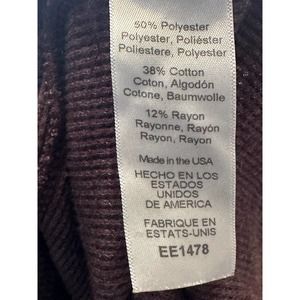 50% Polyester
Polyester, Poliéster
Poliestere, Polyester
38% Cotton
Coton, Algodón
Cotone, Baumwolle
12% Rayon
Rayonne, Rayón
Rayon, Rayon
Made in the USA
HECHO EN LOS
ESTADOS
UNIDOS
DE AMERICA
FABRIQUE EN
ESTATS-UNIS
EE1478